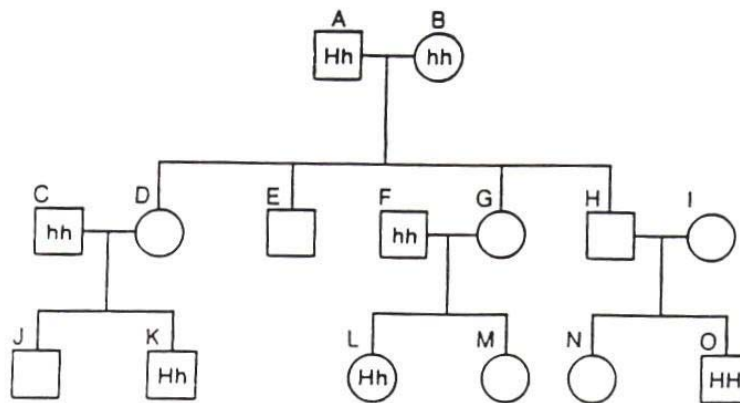 A B
Hh hh
C D E F G H I
hh hh
J K L M N O
Hh Hh HH